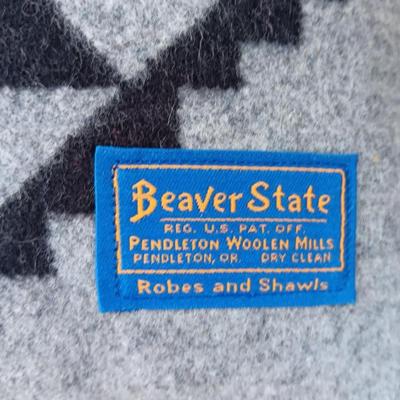 Beaver State
REG. U.S. PAT. OFF.
PENDLETON WOOLEN MILLS
PENDLETON, OR. DRY CLEAN
Robes and Shawls